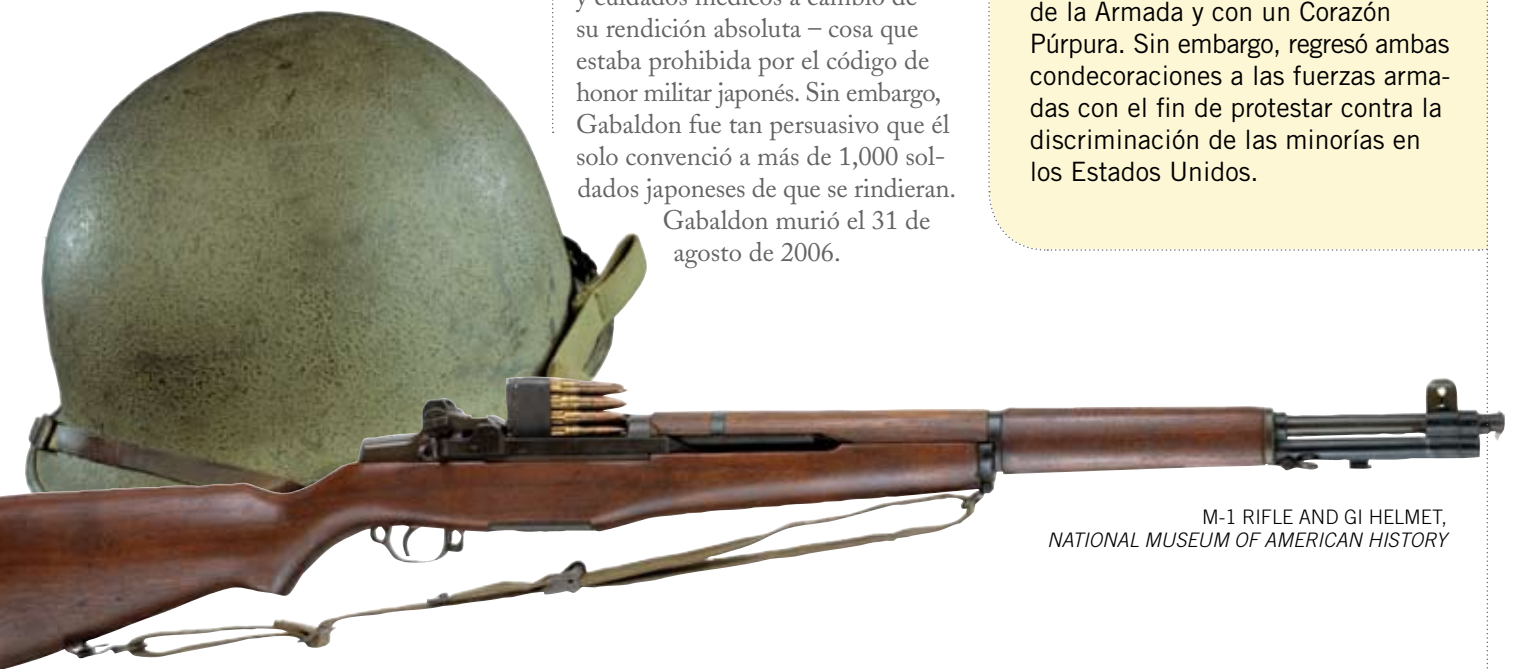 y cuidados médicos a cambio de
su rendición absoluta – cosa que
estaba prohibida por el código de
honor militar japonés. Sin embargo,
Gabaldon fue tan persuasivo que él
solo convenció a más de 1,000 sol-
dados japoneses de que se rindieran.
Gabaldon murió el 31 de
agosto de 2006.
de la Armada y con un Corazón
Púrpura. Sin embargo, regresó ambas
condecoraciones a las fuerzas arma-
das con el fin de protestar contra la
discriminación de las minorías en
los Estados Unidos.
M-1 RIFLE AND GI HELMET,
NATIONAL MUSEUM OF AMERICAN HISTORY